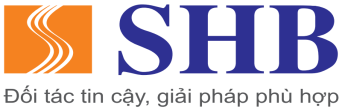 SHB
Đối tác tin cậy, giải pháp phù hợp